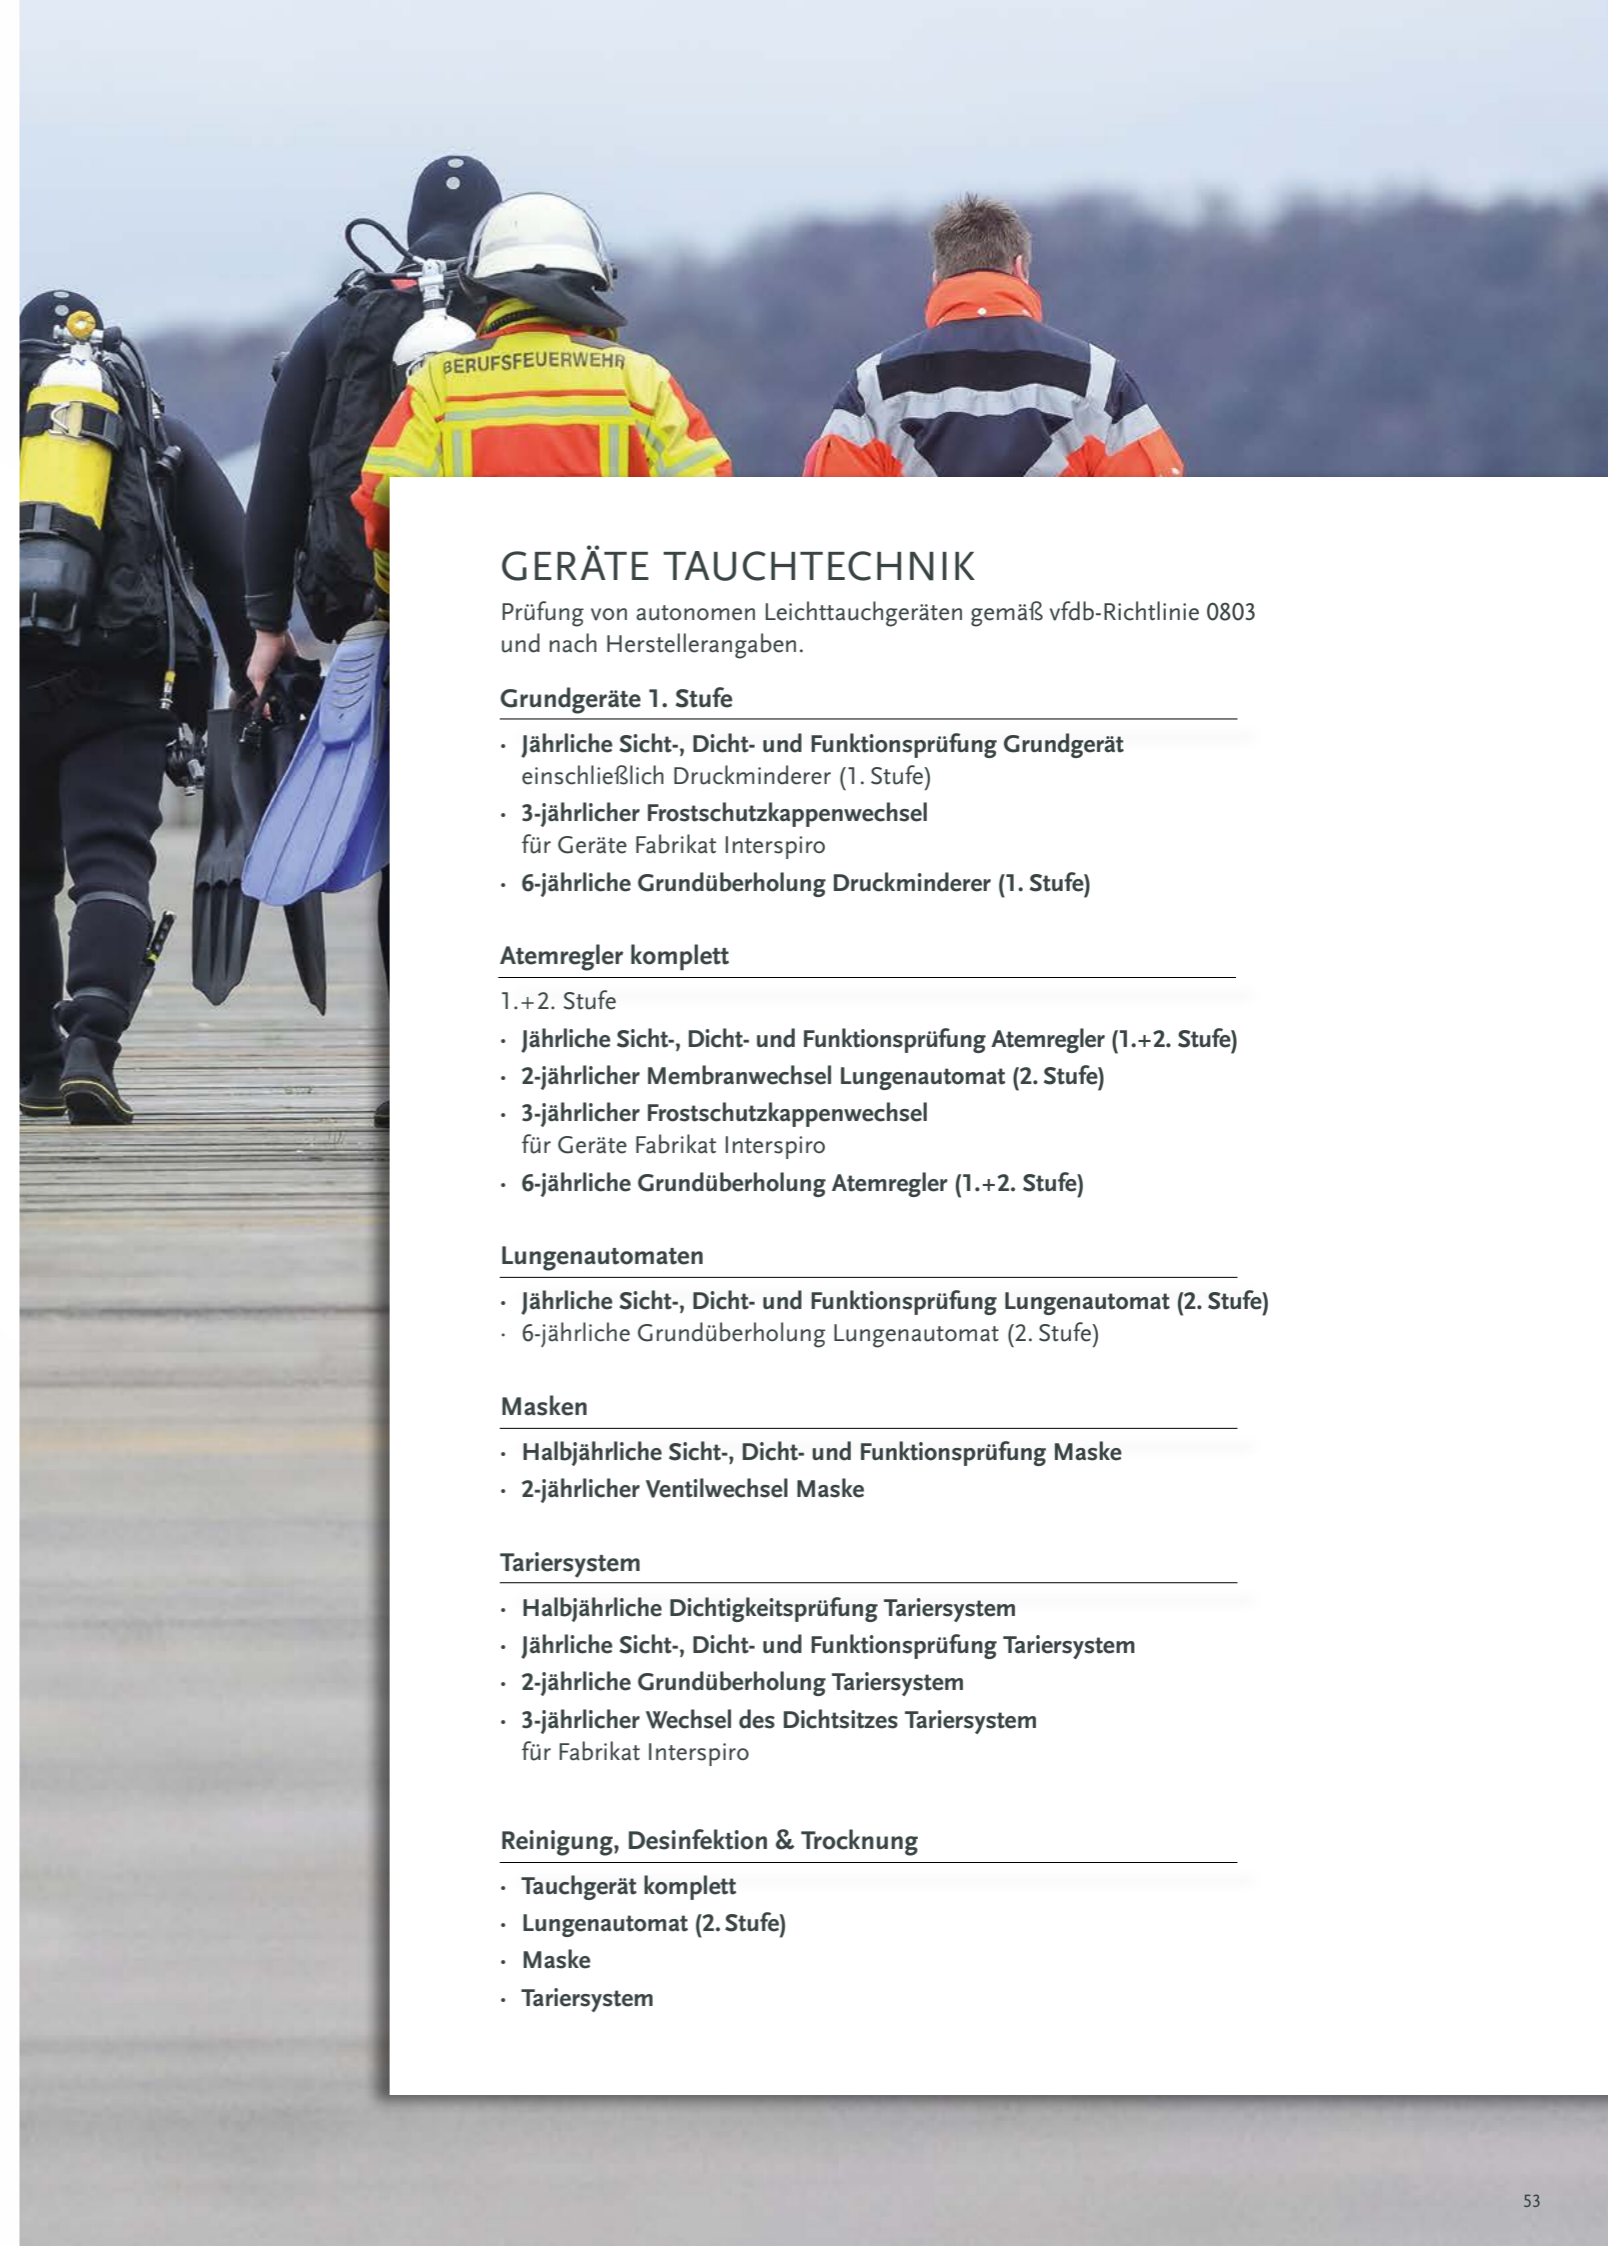 BERUFSFEUERWEHR
GERÄTE TAUCHTECHNIK
Prüfung von autonomen Leichttauchgeräten gemäß vfdb-Richtlinie 0803
und nach Herstellerangaben.
Grundgeräte 1. Stufe
· Jährliche Sicht-, Dicht- und Funktionsprüfung Grundgerät
einschließlich Druckminderer (1. Stufe)
· 3-jährlicher Frostschutzkappenwechsel
für Geräte Fabrikat Interspiro
· 6-jährliche Grundüberholung Druckminderer (1. Stufe)
Atemregler komplett
1.+2. Stufe
· Jährliche Sicht-, Dicht- und Funktionsprüfung Atemregler (1.+2. Stufe)
· 2-jährlicher Membranwechsel Lungenautomat (2. Stufe)
· 3-jährlicher Frostschutzkappenwechsel
für Geräte Fabrikat Interspiro
· 6-jährliche Grundüberholung Atemregler (1.+2. Stufe)
Lungenautomaten
· Jährliche Sicht-, Dicht- und Funktionsprüfung Lungenautomat (2. Stufe)
· 6-jährliche Grundüberholung Lungenautomat (2. Stufe)
Masken
· Halbjährliche Sicht-, Dicht- und Funktionsprüfung Maske
· 2-jährlicher Ventilwechsel Maske
Tariersystem
· Halbjährliche Dichtigkeitsprüfung Tariersystem
· Jährliche Sicht-, Dicht- und Funktionsprüfung Tariersystem
· 2-jährliche Grundüberholung Tariersystem
· 3-jährlicher Wechsel des Dichtsitzes Tariersystem
für Fabrikat Interspiro
Reinigung, Desinfektion & Trocknung
· Tauchgerät komplett
· Lungenautomat (2. Stufe)
· Maske
· Tariersystem
53